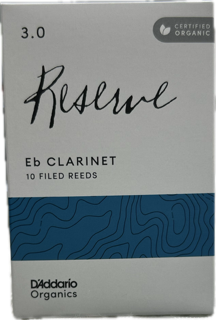 3.0
CERTIFIED
ORGANIC
Reserve
Eb CLARINET
10 FILED REEDS
D'Addario
Organics